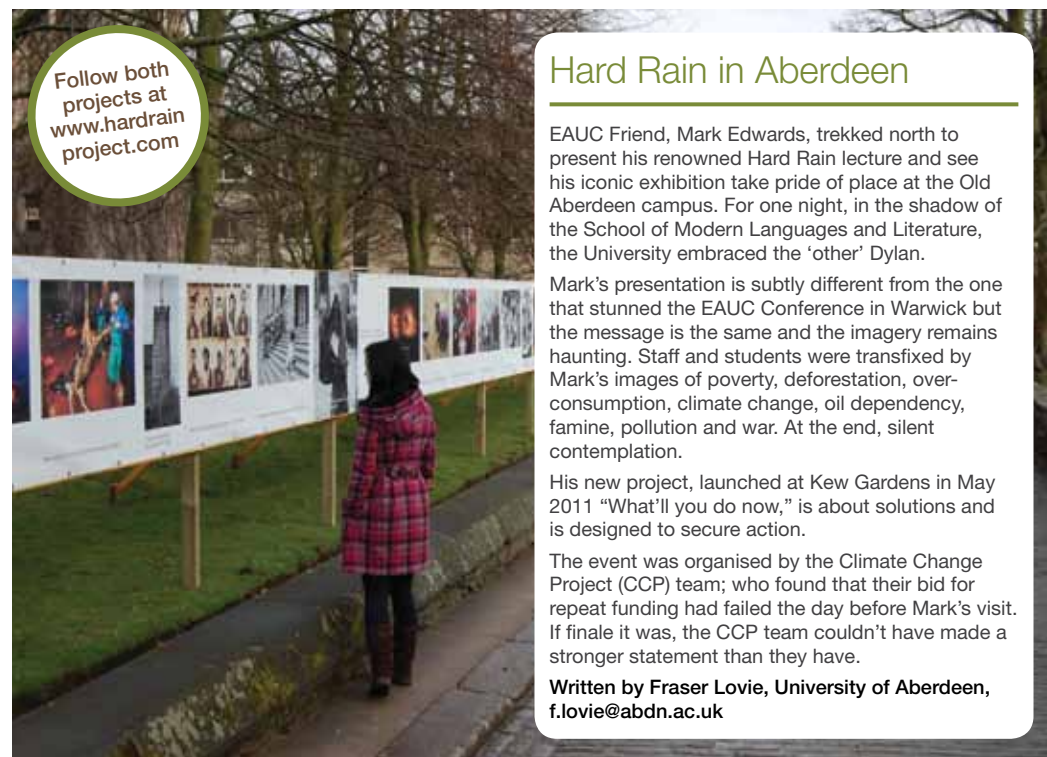 Follow both
projects at
www.hardrain
project.com
Hard Rain in Aberdeen
EAUC Friend, Mark Edwards, trekked north to
present his renowned Hard Rain lecture and see
his iconic exhibition take pride of place at the Old
Aberdeen campus. For one night, in the shadow of
the School of Modern Languages and Literature,
the University embraced the ‘other’ Dylan.
Mark’s presentation is subtly different from the one
that stunned the EAUC Conference in Warwick but
the message is the same and the imagery remains
haunting. Staff and students were transfixed by
Mark’s images of poverty, deforestation, over-
consumption, climate change, oil dependency,
famine, pollution and war. At the end, silent
contemplation.
His new project, launched at Kew Gardens in May
2011 “What’ll you do now,” is about solutions and
is designed to secure action.
The event was organised by the Climate Change
Project (CCP) team; who found that their bid for
repeat funding had failed the day before Mark’s visit.
If finale it was, the CCP team couldn’t have made a
stronger statement than they have.
Written by Fraser Lovie, University of Aberdeen,
f.lovie@abdn.ac.uk